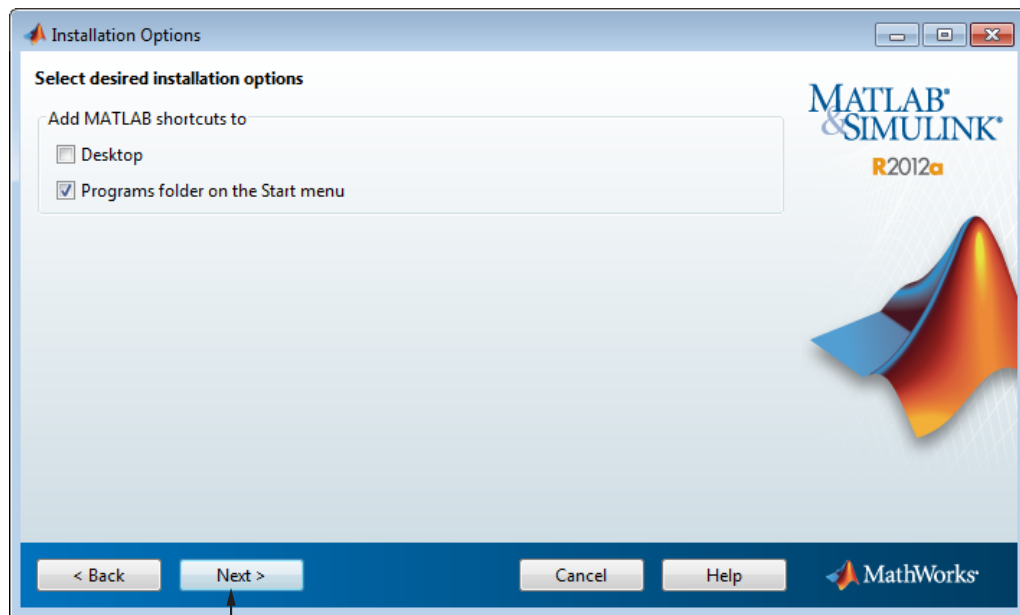 Installation Options
Select desired installation options
MATLAB®
&SIMULINK®
R2012a
Add MATLAB shortcuts to
Desktop
Programs folder on the Start menu
< Back
Next >
Cancel
Help
MathWorks®